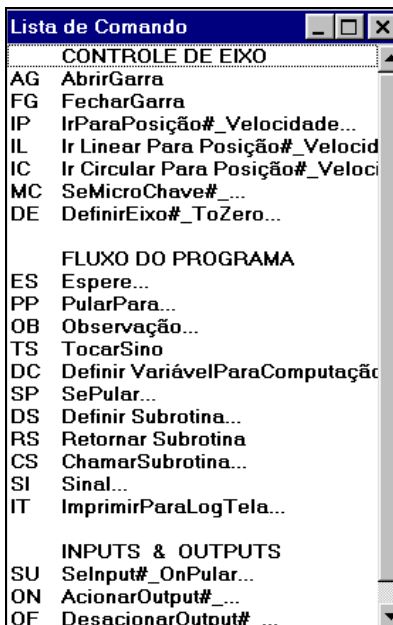 Lista de Comando
CONTROLE DE EIXO
AG AbrirGarra
FG FecharGarra
IP IrParaPosição#_Velocidade...
IL Ir Linear Para Posição#_Velocid
IC Ir Circular Para Posição#_Veloci
MC SeMicroChave#_...
DE DefinirEixo#_ToZero...
FLUXO DO PROGRAMA
ES Espere...
PP PularPara...
OB Observação...
TS TocarSino
DC Definir VariávelParaComputação
SP SePular...
DS Definir Subrotina...
RS Retornar Subrotina
CS ChamarSubrotina...
SI Sinal...
IT ImprimirParaLogTela...
INPUTS & OUTPUTS
SU SeInput#_OnPular...
ON AcionarOutput#_...
OF DesacionarOutput#_...